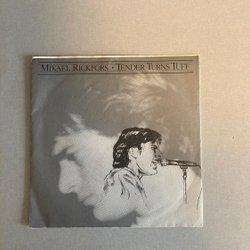 MIKAEL RICKFORS • TENDER TURNS TUFF